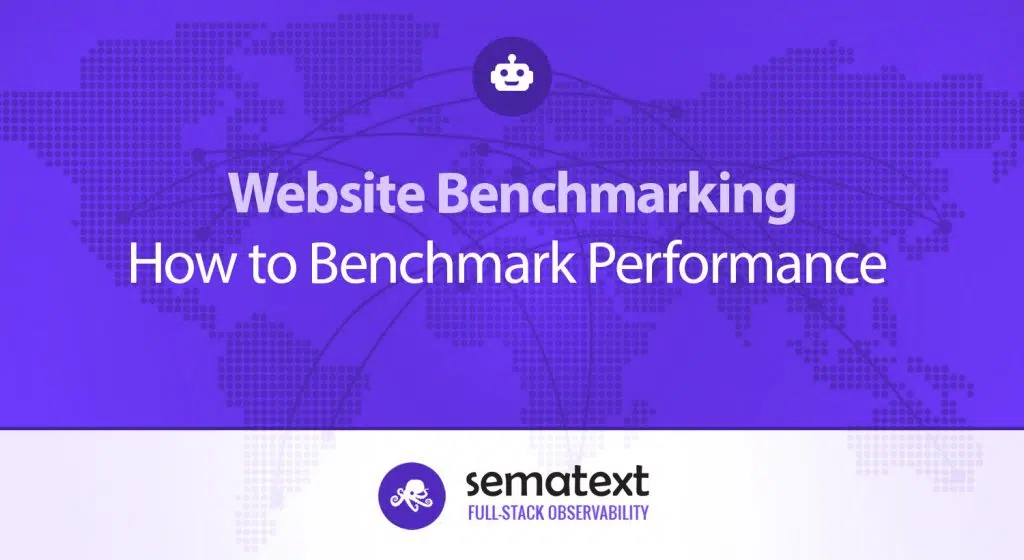 Website Benchmarking
How to Benchmark Performance
sematext
FULL-STACK OBSERVABILITY